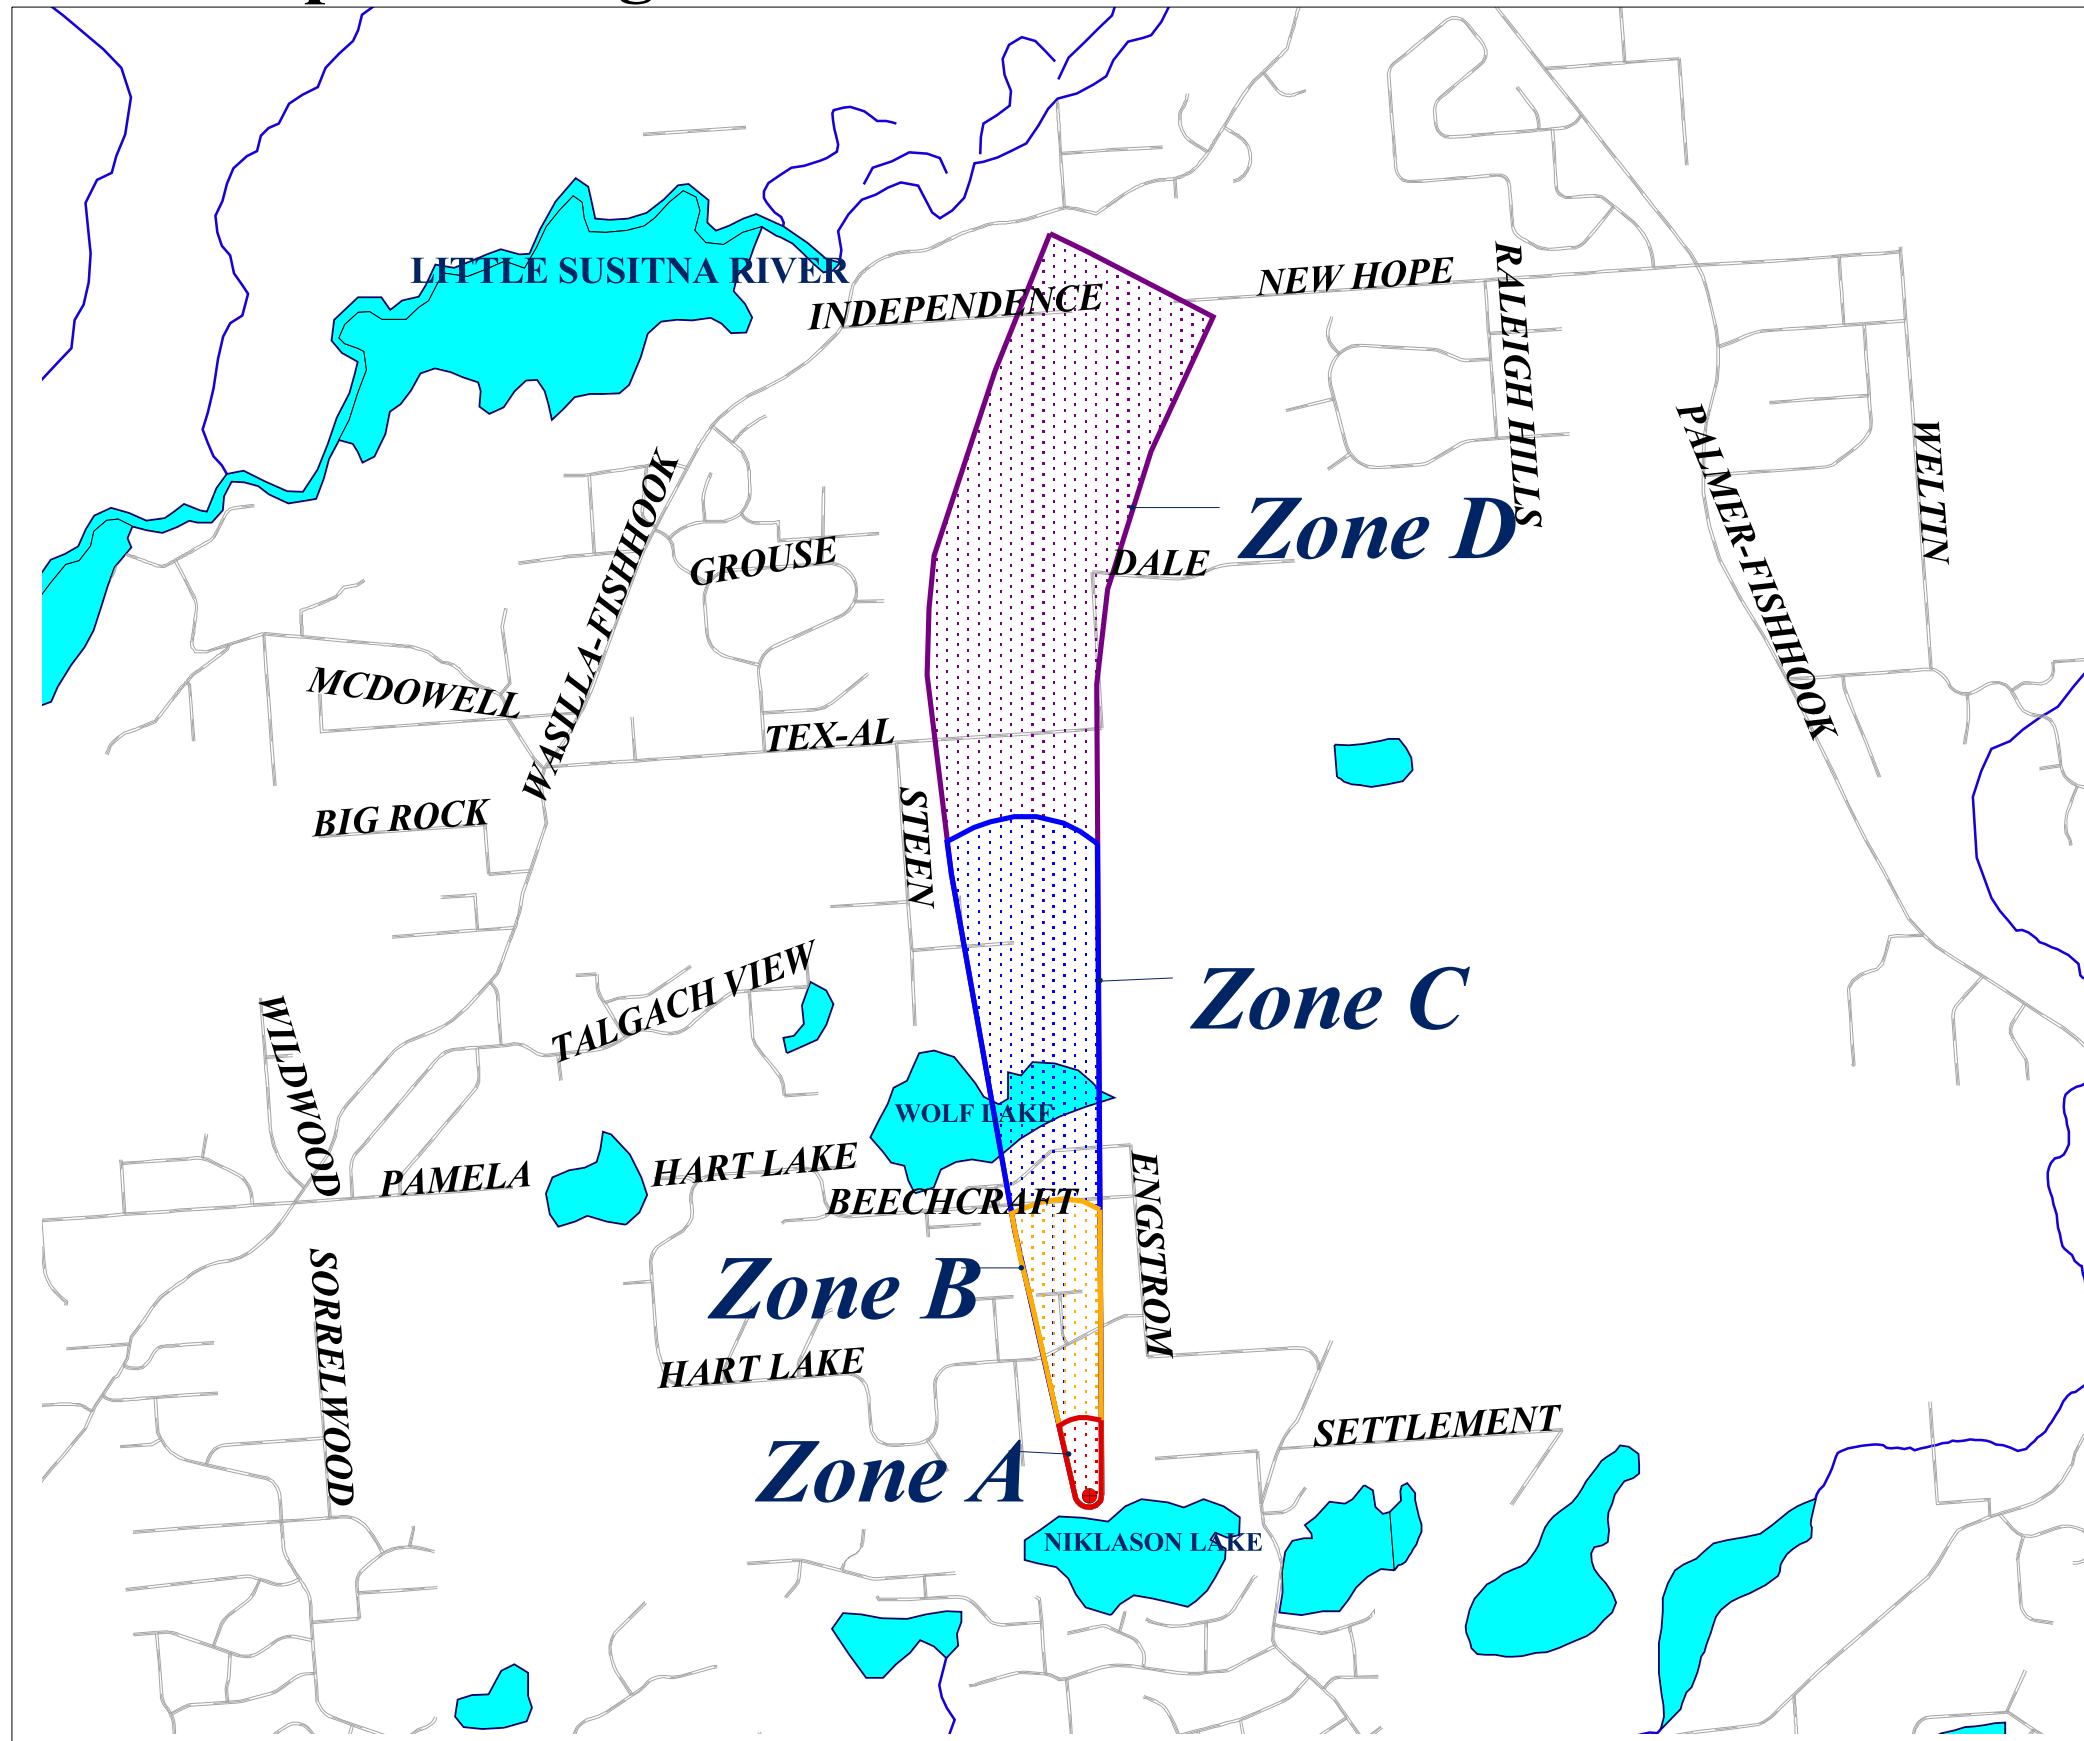 LITTLE SUSITNA RIVER
INDEPENDENCE
NEW HOPE
RALEIGH HILLS
PALMER-FISHHOOK
WELTIN
WASILLA-FISHHOOK
GROUSE
Zone D
DALE
MCDOWELL
TEX-AL
BIG ROCK
STEEN
TALGACH VIEW
Zone C
WILDWOOD
WOLF LAKE
PAMELA
HART LAKE
BEECHCRAFT
ENGSTROM
Zone B
SORRELWOOD
HART LAKE
SETTLEMENT
Zone A
NIKLASON LAKE